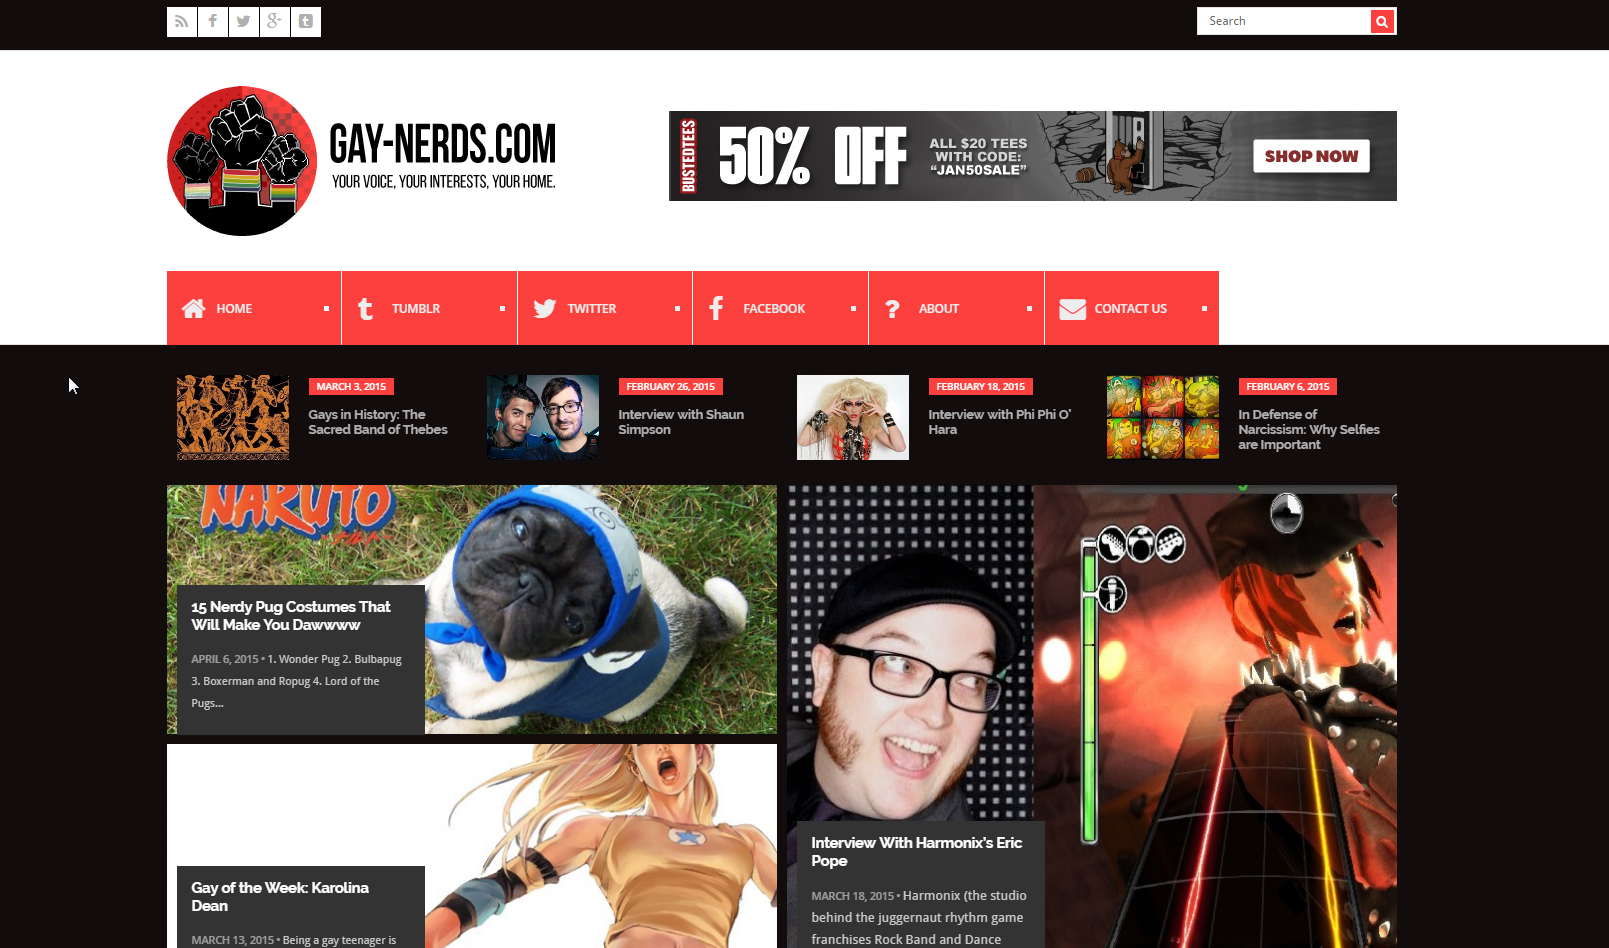 Search
GAY-NERDS.COM
YOUR VOICE, YOUR INTERESTS, YOUR HOME.
BUSTEDTEES
50% OFF
ALL $20 TEES
WITH CODE:
“JAN50SALE”
SHOP NOW
HOME
TUMBLR
TWITTER
FACEBOOK
ABOUT
CONTACT US
MARCH 3, 2015
Gays in History: The
Sacred Band of Thebes
FEBRUARY 26, 2015
Interview with Shaun
Simpson
FEBRUARY 18, 2015
Interview with Phi Phi O’
Hara
FEBRUARY 6, 2015
In Defense of
Narcissism: Why Selfies
are Important
NARUTO
15 Nerdy Pug Costumes That
Will Make You Dawwww
APRIL 6, 2015 • 1. Wonder Pug 2. Bulbapug
3. Boxerman and Ropug 4. Lord of the
Pugs...
Gay of the Week: Karolina
Dean
MARCH 13, 2015 • Being a gay teenager is
Interview With Harmonix’s Eric
Pope
MARCH 18, 2015 • Harmonix (the studio
behind the juggernaut rhythm game
franchises Rock Band and Dance